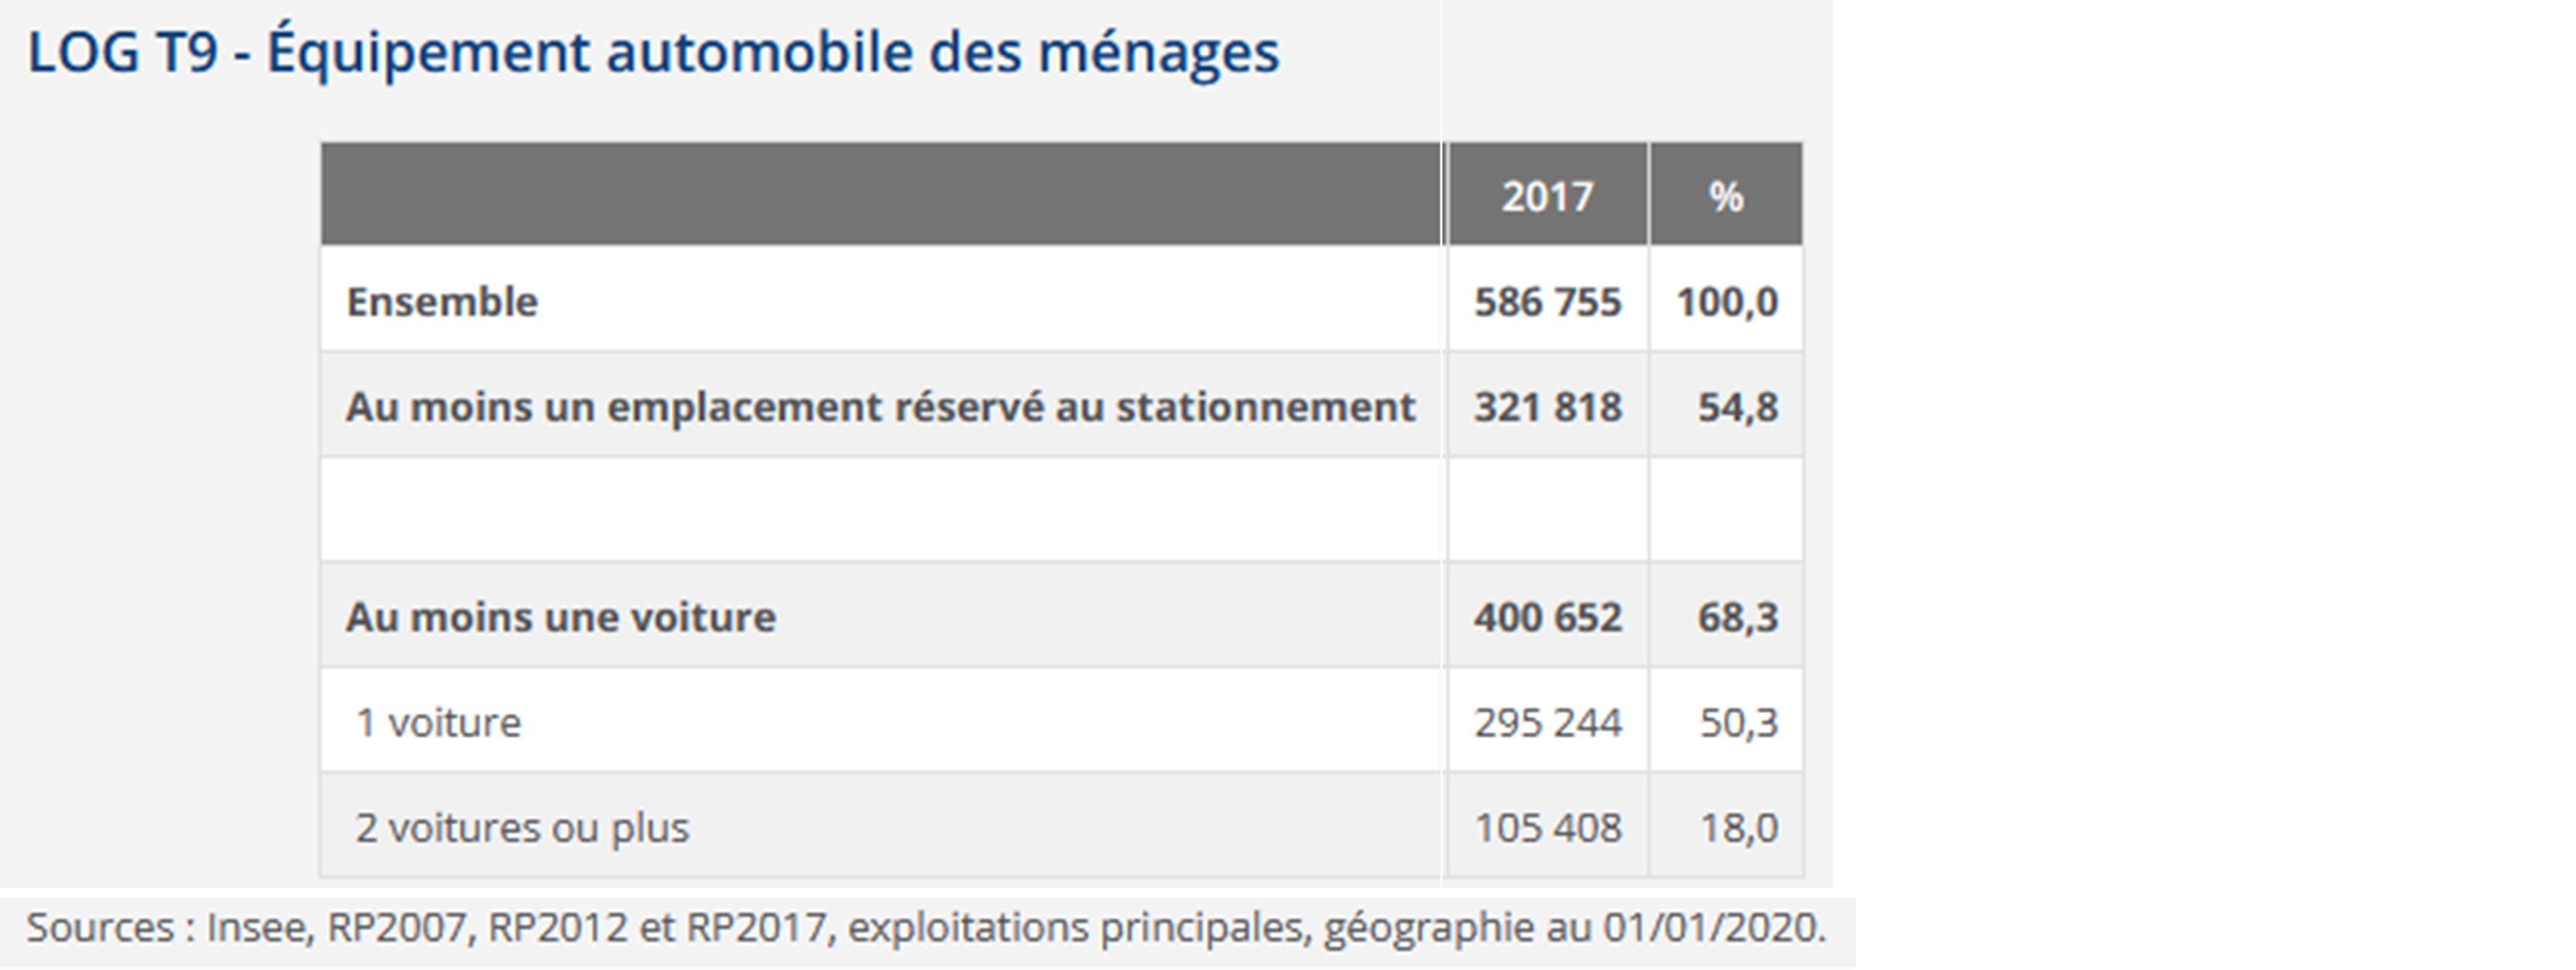 LOG T9 - Équipement automobile des ménages
2017 %
Ensemble 586 755 100,0
Au moins un emplacement réservé au stationnement 321 818 54,8
Au moins une voiture 400 652 68,3
1 voiture 295 244 50,3
2 voitures ou plus 105 408 18,0
Sources : Insee, RP2007, RP2012 et RP2017, exploitations principales, géographie au 01/01/2020.